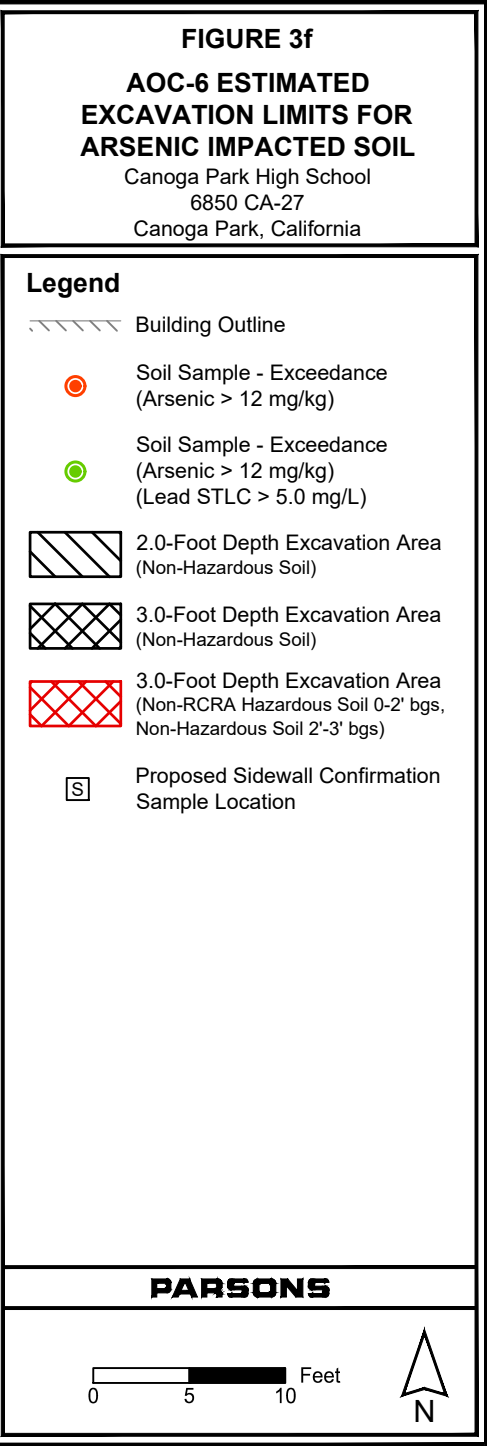 FIGURE 3f
AOC-6 ESTIMATED
EXCAVATION LIMITS FOR
ARSENIC IMPACTED SOIL
Canoga Park High School
6850 CA-27
Canoga Park, California
Legend
Building Outline
Soil Sample - Exceedance
(Arsenic > 12 mg/kg)
Soil Sample - Exceedance
(Arsenic > 12 mg/kg)
(Lead STLC > 5.0 mg/L)
2.0-Foot Depth Excavation Area
(Non-Hazardous Soil)
3.0-Foot Depth Excavation Area
(Non-Hazardous Soil)
3.0-Foot Depth Excavation Area
(Non-RCRA Hazardous Soil 0-2' bgs,
Non-Hazardous Soil 2'-3' bgs)
S
Proposed Sidewall Confirmation
Sample Location
PARSONS
Feet
0 5 10
N